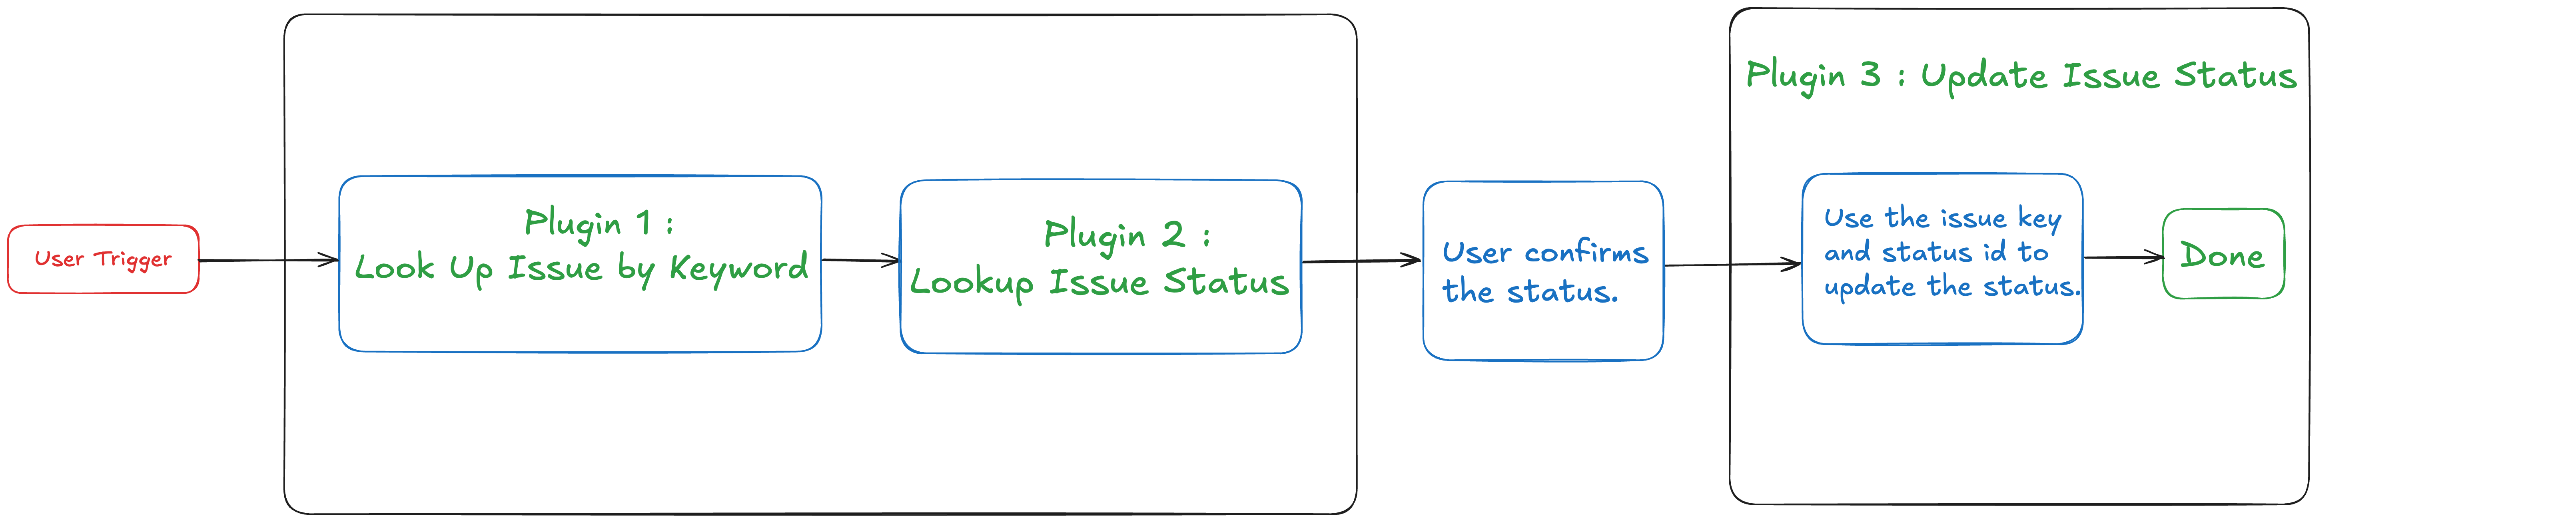 User Trigger
Plugin 1 :
Look Up Issue by Keyword
Plugin 2 :
Lookup Issue Status
User confirms
the status.
Plugin 3 : Update Issue Status
Use the issue key
and status id to
update the status.
Done